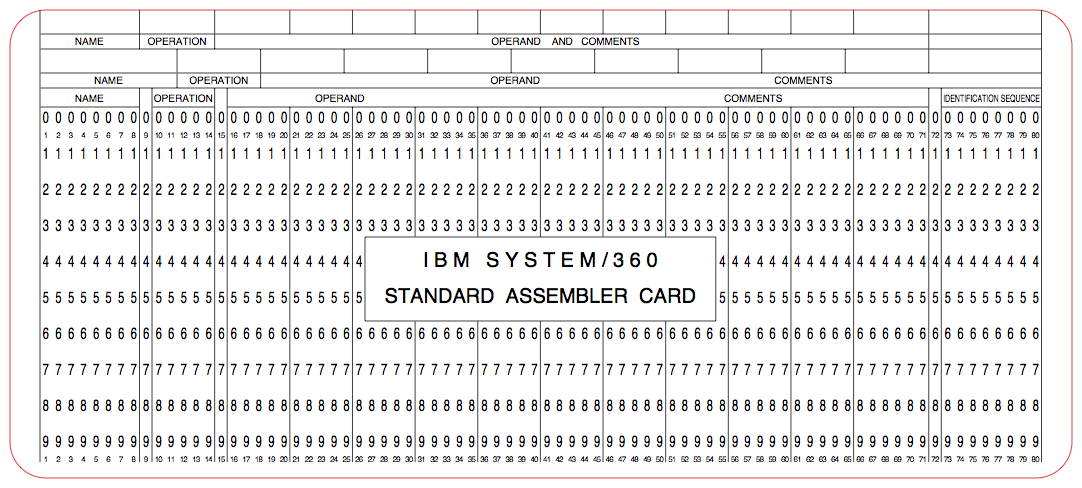 NAME OPERATION OPERAND AND COMMENTS
NAME OPERATION OPERAND COMMENTS
NAME OPERATION OPERAND COMMENTS IDENTIFICATION SEQUENCE
0 0 0 0 0 0 0 0 0 0 0 0 0 0 0 0 0 0 0 0 0 0 0 0 0 0 0 0 0 0 0 0 0 0 0 0 0 0 0 0 0 0 0 0 0 0 0 0 0 0 0 0 0 0 0 0 0 0 0 0 0 0 0 0 0 0 0 0 0 0 0 0 0 0 0 0 0 0 0 0
1 2 3 4 5 6 7 8 9 10 11 12 13 14 15 16 17 18 19 20 21 22 23 24 25 26 27 28 29 30 31 32 33 34 35 36 37 38 39 40 41 42 43 44 45 46 47 48 49 50 51 52 53 54 55 56 57 58 59 60 61 62 63 64 65 66 67 68 69 70 71 72 73 74 75 76 77 78 79 80
1 1 1 1 1 1 1 1 1 1 1 1 1 1 1 1 1 1 1 1 1 1 1 1 1 1 1 1 1 1 1 1 1 1 1 1 1 1 1 1 1 1 1 1 1 1 1 1 1 1 1 1 1 1 1 1 1 1 1 1 1 1 1 1 1 1 1 1 1 1 1 1 1 1 1 1 1 1 1 1
2 2 2 2 2 2 2 2 2 2 2 2 2 2 2 2 2 2 2 2 2 2 2 2 2 2 2 2 2 2 2 2 2 2 2 2 2 2 2 2 2 2 2 2 2 2 2 2 2 2 2 2 2 2 2 2 2 2 2 2 2 2 2 2 2 2 2 2 2 2 2 2 2 2 2 2 2 2 2 2
3 3 3 3 3 3 3 3 3 3 3 3 3 3 3 3 3 3 3 3 3 3 3 3 3 3 3 3 3 3 3 3 3 3 3 3 3 3 3 3 3 3 3 3 3 3 3 3 3 3 3 3 3 3 3 3 3 3 3 3 3 3 3 3 3 3 3 3 3 3 3 3 3 3 3 3 3 3 3 3
4 4 4 4 4 4 4 4 4 4 4 4 4 4 4 4 4 4 4 4 4 4 4 4 4 4 IBM SYSTEM/360 4 4 4 4 4 4 4 4 4 4 4 4 4 4 4 4 4 4 4 4 4 4 4 4 4 4
5 5 5 5 5 5 5 5 5 5 5 5 5 5 5 5 5 5 5 5 5 5 5 5 5 5 STANDARD ASSEMBLER CARD 5 5 5 5 5 5 5 5 5 5 5 5 5 5 5 5 5 5 5 5 5 5 5 5 5 5
6 6 6 6 6 6 6 6 6 6 6 6 6 6 6 6 6 6 6 6 6 6 6 6 6 6 6 6 6 6 6 6 6 6 6 6 6 6 6 6 6 6 6 6 6 6 6 6 6 6 6 6 6 6 6 6 6 6 6 6 6 6 6 6 6 6 6 6 6 6 6 6 6 6 6 6 6 6 6 6
7 7 7 7 7 7 7 7 7 7 7 7 7 7 7 7 7 7 7 7 7 7 7 7 7 7 7 7 7 7 7 7 7 7 7 7 7 7 7 7 7 7 7 7 7 7 7 7 7 7 7 7 7 7 7 7 7 7 7 7 7 7 7 7 7 7 7 7 7 7 7 7 7 7 7 7 7 7 7 7
8 8 8 8 8 8 8 8 8 8 8 8 8 8 8 8 8 8 8 8 8 8 8 8 8 8 8 8 8 8 8 8 8 8 8 8 8 8 8 8 8 8 8 8 8 8 8 8 8 8 8 8 8 8 8 8 8 8 8 8 8 8 8 8 8 8 8 8 8 8 8 8 8 8 8 8 8 8 8 8
9 9 9 9 9 9 9 9 9 9 9 9 9 9 9 9 9 9 9 9 9 9 9 9 9 9 9 9 9 9 9 9 9 9 9 9 9 9 9 9 9 9 9 9 9 9 9 9 9 9 9 9 9 9 9 9 9 9 9 9 9 9 9 9 9 9 9 9 9 9 9 9 9 9 9 9 9 9 9 9
1 2 3 4 5 6 7 8 9 10 11 12 13 14 15 16 17 18 19 20 21 22 23 24 25 26 27 28 29 30 31 32 33 34 35 36 37 38 39 40 41 42 43 44 45 46 47 48 49 50 51 52 53 54 55 56 57 58 59 60 61 62 63 64 65 66 67 68 69 70 71 72 73 74 75 76 77 78 79 80